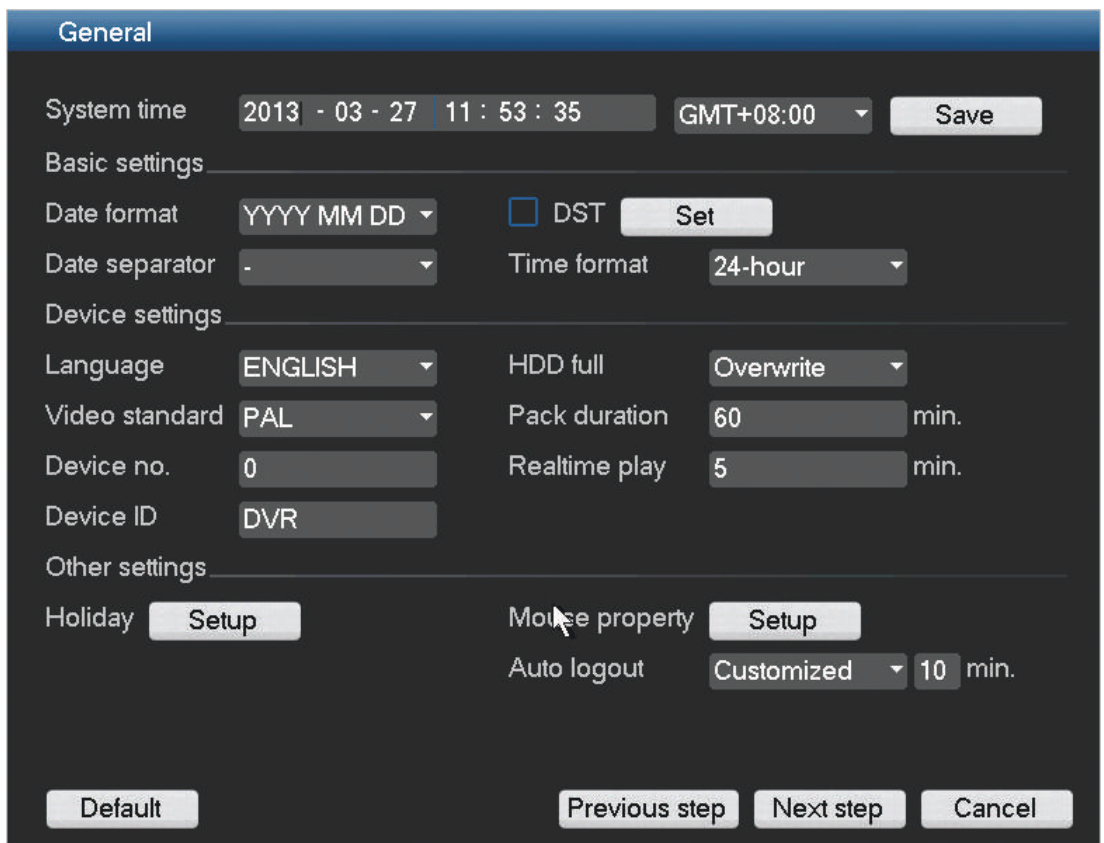 General
System time 2013 - 03 - 27 11 : 53 : 35 GMT+08:00 Save
Basic settings
Date format YYYY MM DD DST Set
Date separator - Time format 24-hour
Device settings
Language ENGLISH HDD full Overwrite
Video standard PAL Pack duration 60 min.
Device no. 0 Realtime play 5 min.
Device ID DVR
Other settings
Holiday Setup Mouse property Setup
Auto logout Customized 10 min.
Default Previous step Next step Cancel